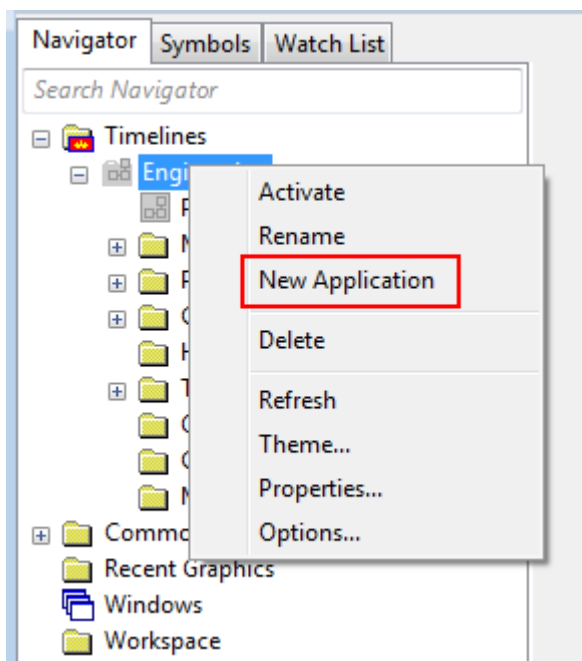 Navigator Symbols Watch List
Search Navigator
Timelines
Activate
Rename
New Application
Delete
Refresh
Theme...
Properties...
Options...
Recent Graphics
Windows
Workspace